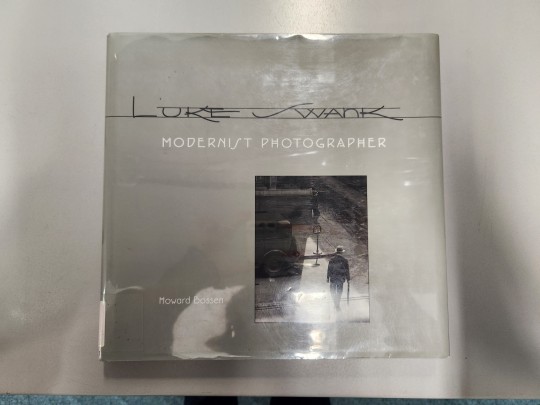 LUKE SWANK
MODERNIST PHOTOGRAPHER
Howard Bossen